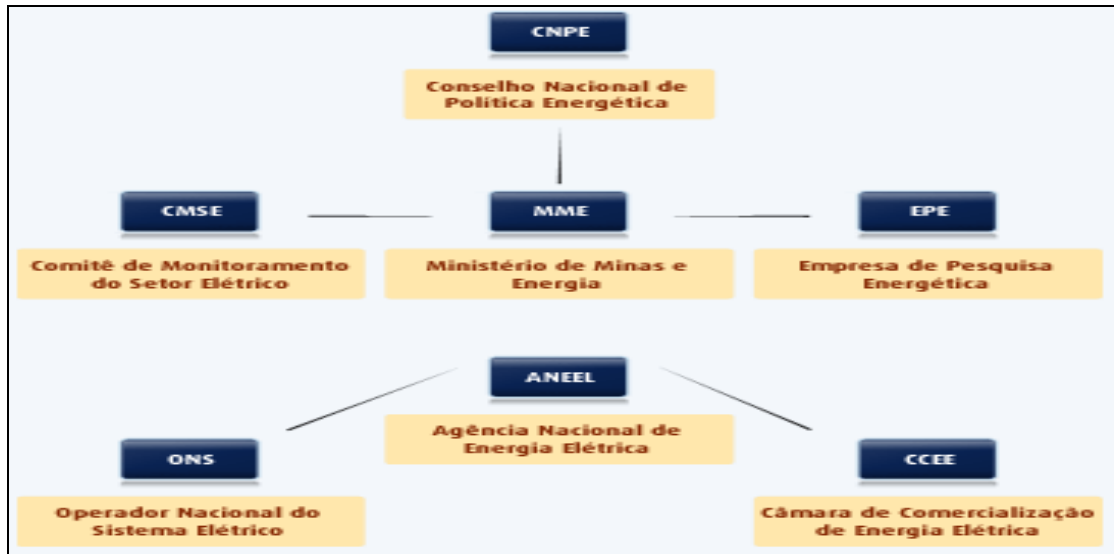 CNPE
Conselho Nacional de
Política Energética
CMSE
MME
EPE
Comitê de Monitoramento
do Setor Elétrico
Ministério de Minas e
Energia
Empresa de Pesquisa
Energética
ANEEL
Agência Nacional de
Energia Elétrica
ONS
CCEE
Operador Nacional do
Sistema Elétrico
Câmara de Comercialização
de Energia Elétrica